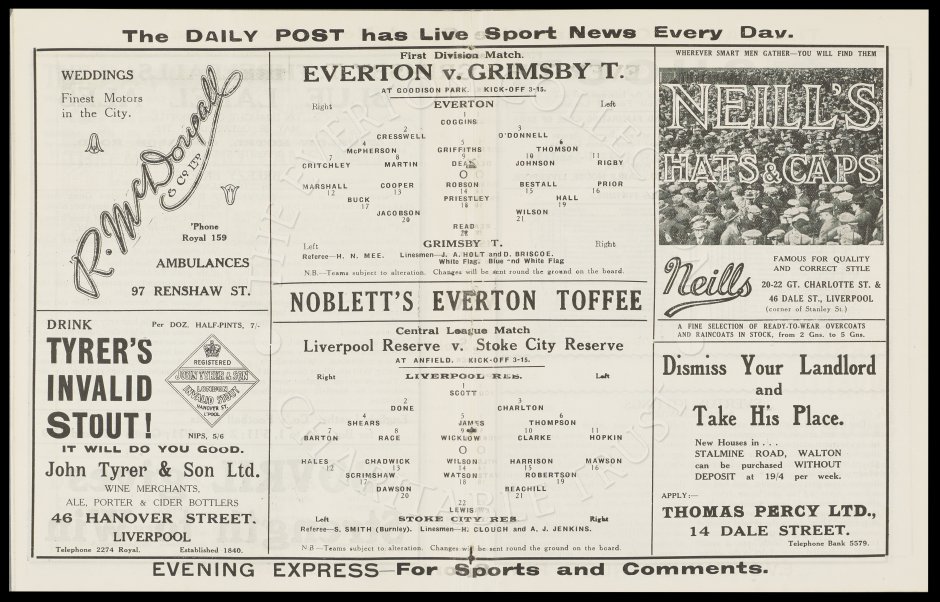 The DAILY POST has Live Sport News Every Day.
WEDDINGS
Finest Motors
in the City.
R. McDougall
& Co LTD
'Phone
Royal 159
AMBULANCES
97 RENSHAW ST.
DRINK
Per DOZ. HALF-PINTS, 7/-
TYRER'S
INVALID
STOUT!
REGISTERED
JOHN TYRER & SON
LONDON
INVALID STOUT
HANOVER ST.
L'POOL
NIPS, 5/6
IT WILL DO YOU GOOD.
John Tyrer & Son Ltd.
WINE MERCHANTS,
ALE, PORTER & CIDER BOTTLERS
46 HANOVER STREET.
LIVERPOOL
Telephone 2274 Royal. Established 1840.
First Division Match.
EVERTON v. GRIMSBY T.
AT GOODISON PARK. KICK-OFF 3-15.
Right EVERTON Left
1
COGGINS
2 3
CRESSWELL O'DONNELL
4 5 6
McPHERSON GRIFFITHS THOMSON
7 8 9 10 11
CRITCHLEY MARTIN DEAN JOHNSON RIGBY
O
MARSHALL COOPER ROBSON BESTALL PRIOR
12 13 14 15 16
BUCK PRIESTLEY HALL
17 18 19
JACOBSON WILSON
20 21
READ
22
Left GRIMSBY T. Right
Referee—H. N. MEE. Linesmen—J. A. HOLT and D. BRISCOE.
White Flag. Blue and White Flag
N.B.—Teams subject to alteration. Changes will be sent round the ground on the board.
NOBLETT'S EVERTON TOFFEE
Central League Match
Liverpool Reserve v. Stoke City Reserve
AT ANFIELD. KICK-OFF 3-15.
Right LIVERPOOL RES. Left
1
SCOTT
2 3
DONE CHARLTON
4 5 6
SHEARS JAMES THOMPSON
7 8 9 10 11
BARTON RACE WICKLOW CLARKE HOPKIN
O
HALES CHADWICK WILSON HARRISON MAWSON
12 13 14 15 16
SCRIMSHAW WATSON ROBERTSON
17 18 19
DAWSON BEACHILL
20 21
22
LEWIS
Left STOKE CITY RES Right
Referee—S. SMITH (Burnley). Linesmen—H. CLOUGH and A. J. JENKINS.
N.B—Teams subject to alteration. Changes will be sent round the ground on the board.
WHEREVER SMART MEN GATHER—YOU WILL FIND THEM
NEILL'S
HATS & CAPS
Neills
FAMOUS FOR QUALITY
AND CORRECT STYLE
20-22 GT. CHARLOTTE ST. &
46 DALE ST., LIVERPOOL
(corner of Stanley St.)
A FINE SELECTION OF READY-TO-WEAR OVERCOATS
AND RAINCOATS IN STOCK, from 2 Gns. to 5 Gns.
Dismiss Your Landlord
and
Take His Place.
New Houses in . . .
STALMINE ROAD, WALTON
can be purchased WITHOUT
DEPOSIT at 19/4 per week.
APPLY:—
THOMAS PERCY LTD.,
14 DALE STREET.
Telephone Bank 5579.
EVENING EXPRESS—For Sports and Comments.